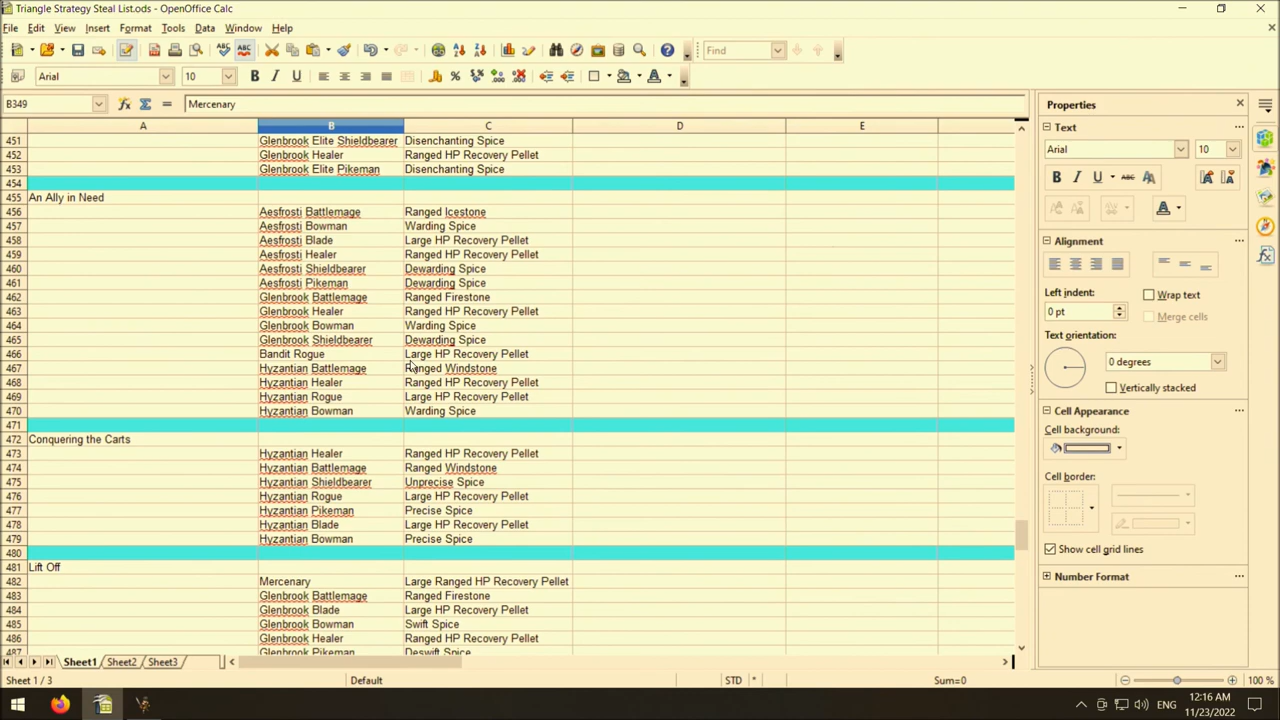 Triangle Strategy Steal List.ods - OpenOffice Calc
File Edit View Insert Format Tools Data Window Help
Find
Arial 10
B349 Mercenary
A B C D E
451 Glenbrook Elite Shieldbearer Disenchanting Spice
452 Glenbrook Healer Ranged HP Recovery Pellet
453 Glenbrook Elite Pikeman Disenchanting Spice
454
455 An Ally in Need
456 Aesfrosti Battlemage Ranged Icestone
457 Aesfrosti Bowman Warding Spice
458 Aesfrosti Blade Large HP Recovery Pellet
459 Aesfrosti Healer Ranged HP Recovery Pellet
460 Aesfrosti Shieldbearer Dewarding Spice
461 Aesfrosti Pikeman Dewarding Spice
462 Glenbrook Battlemage Ranged Firestone
463 Glenbrook Healer Ranged HP Recovery Pellet
464 Glenbrook Bowman Warding Spice
465 Glenbrook Shieldbearer Dewarding Spice
466 Bandit Rogue Large HP Recovery Pellet
467 Hyzantian Battlemage Ranged Windstone
468 Hyzantian Healer Ranged HP Recovery Pellet
469 Hyzantian Rogue Large HP Recovery Pellet
470 Hyzantian Bowman Warding Spice
471
472 Conquering the Carts
473 Hyzantian Healer Ranged HP Recovery Pellet
474 Hyzantian Battlemage Ranged Windstone
475 Hyzantian Shieldbearer Unprecise Spice
476 Hyzantian Rogue Large HP Recovery Pellet
477 Hyzantian Pikeman Precise Spice
478 Hyzantian Blade Large HP Recovery Pellet
479 Hyzantian Bowman Precise Spice
480
481 Lift Off
482 Mercenary Large Ranged HP Recovery Pellet
483 Glenbrook Battlemage Ranged Firestone
484 Glenbrook Blade Large HP Recovery Pellet
485 Glenbrook Bowman Swift Spice
486 Glenbrook Healer Ranged HP Recovery Pellet
487 Glenbrook Pikeman Deswift Spice
Sheet1 Sheet2 Sheet3
Sheet 1 / 3 Default STD * Sum=0 100 %
Properties
Text
Arial 10
Alignment
Left indent:
0 pt
Wrap text
Merge cells
Text orientation:
0 degrees
Vertically stacked
Cell Appearance
Cell background:
Cell border:
Show cell grid lines
Number Format
ENG
12:16 AM
11/23/2022